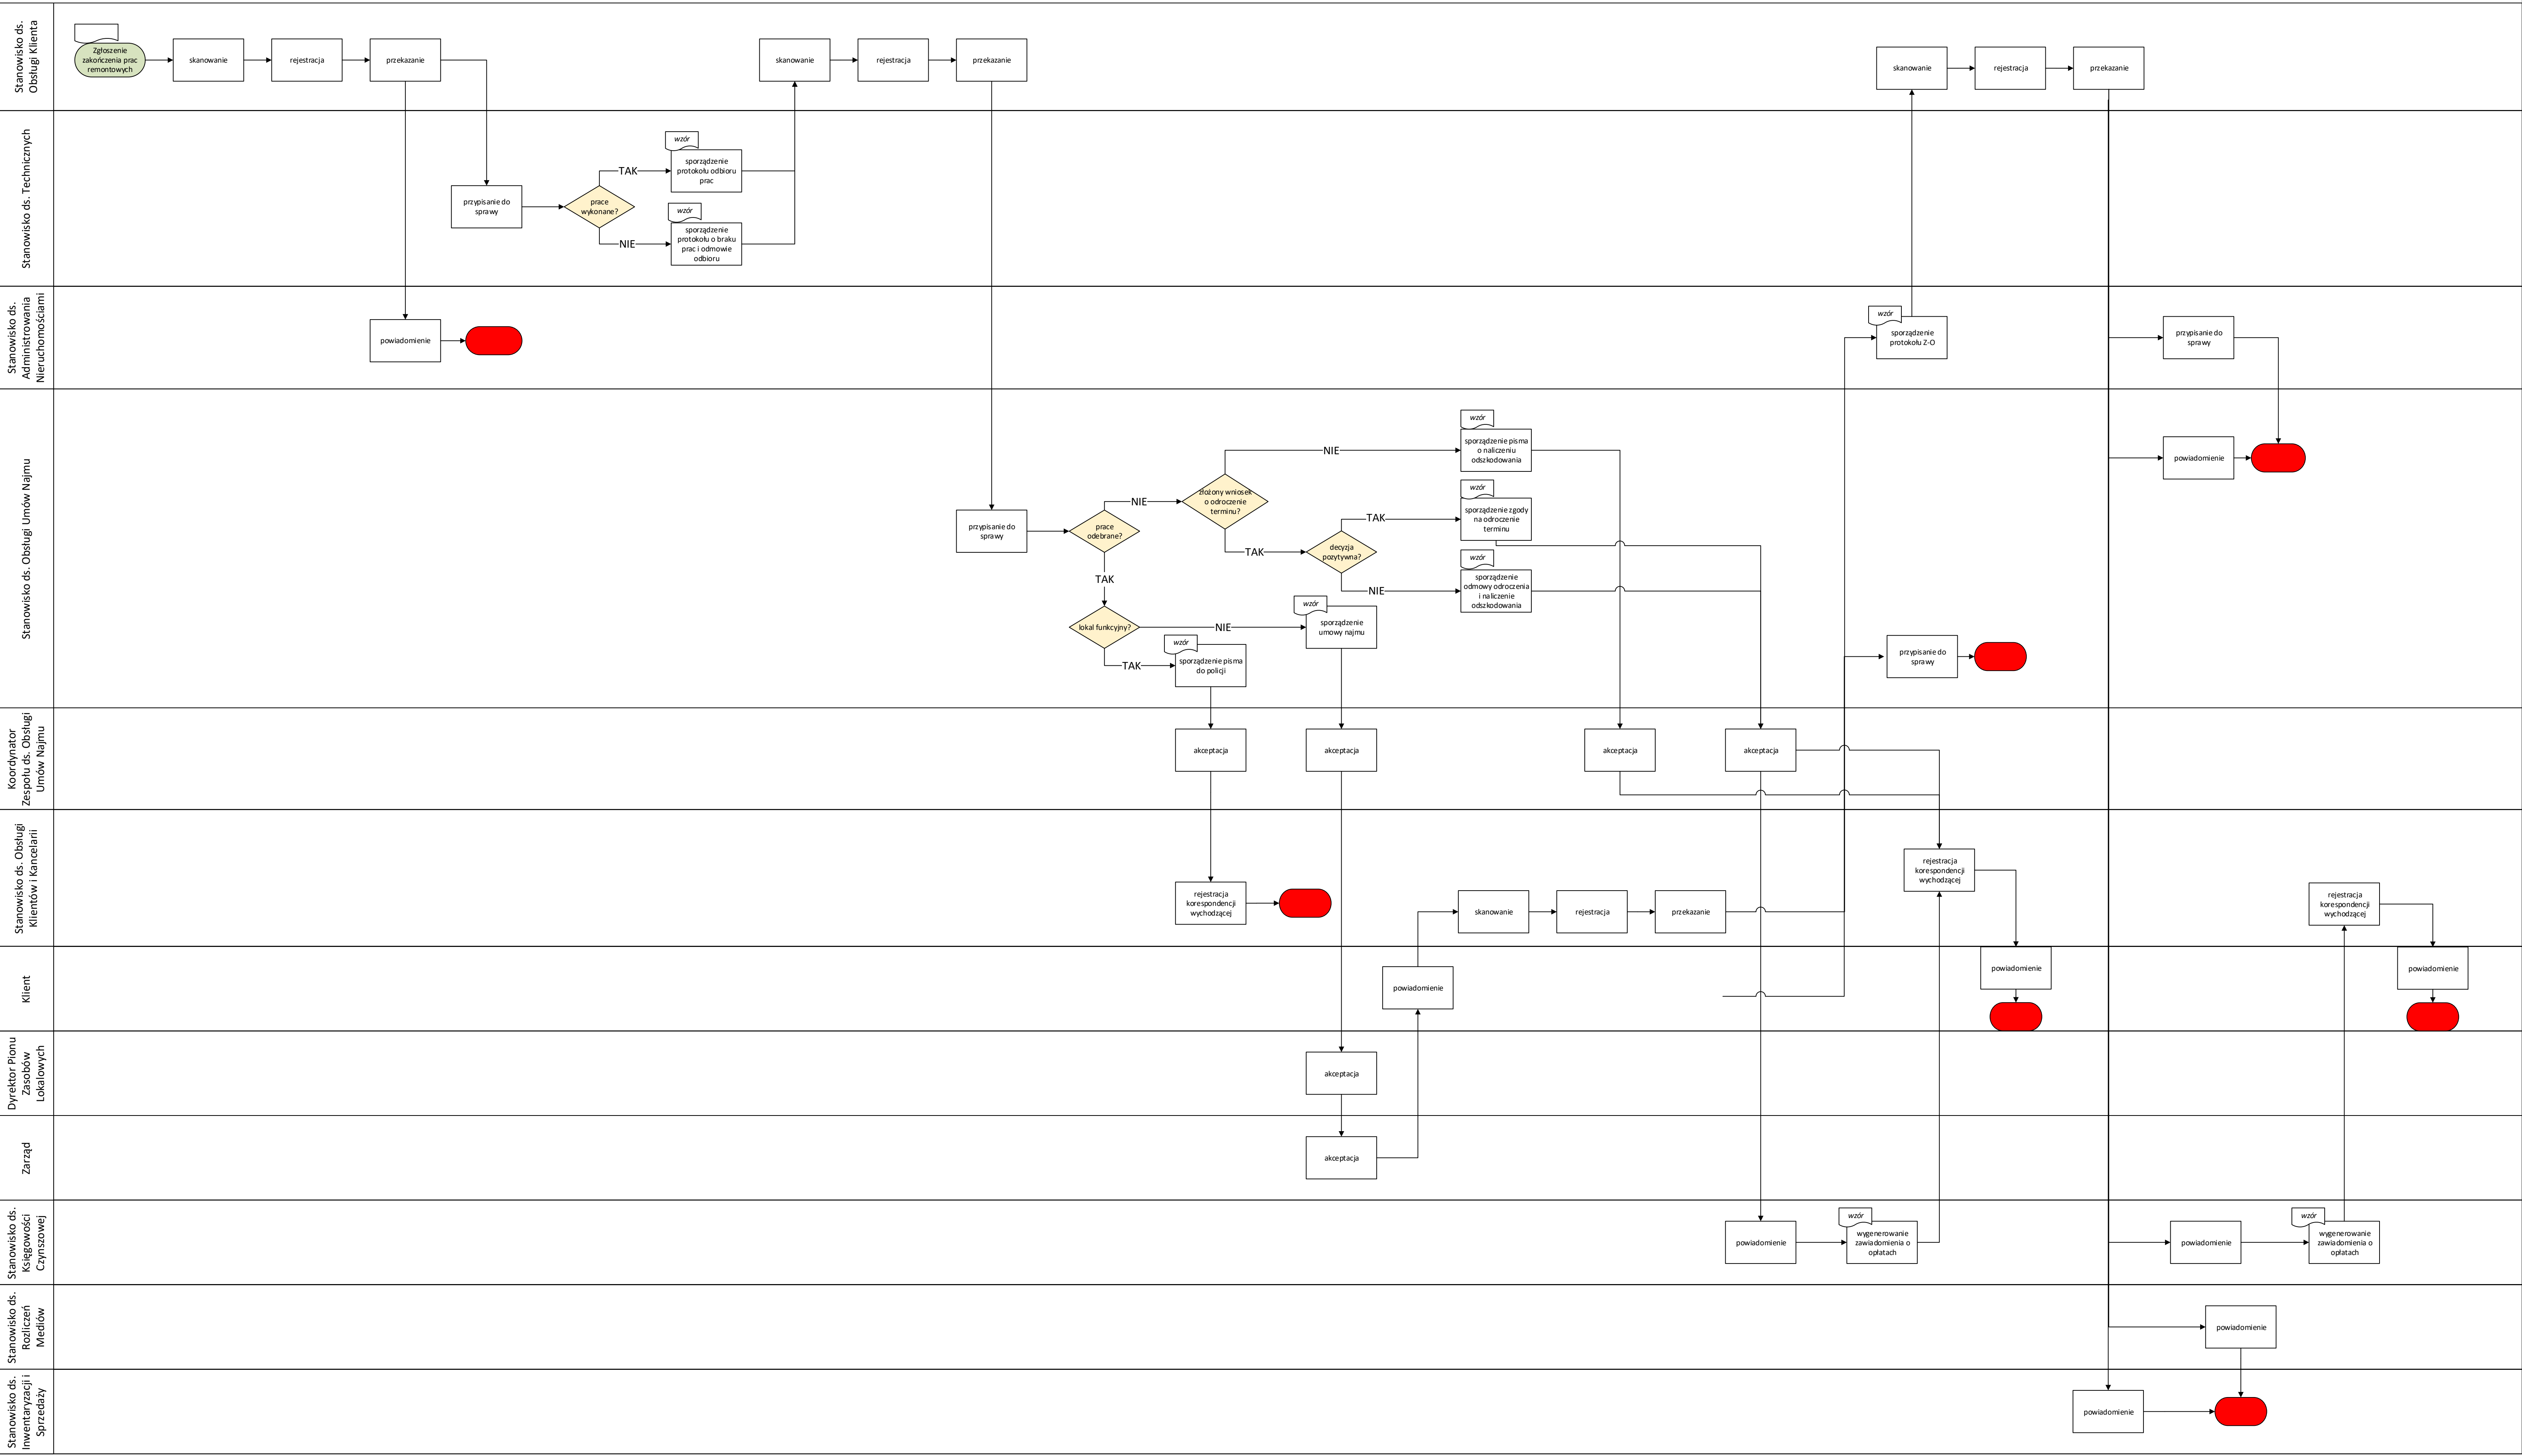 Stanowisko ds.
Obsługi Klienta
Zgłoszenie
zakończenia prac
remontowych
skanowanie
rejestracja
przekazanie
skanowanie
rejestracja
przekazanie
skanowanie
rejestracja
przekazanie
Stanowisko ds. Technicznych
przypisanie do
sprawy
prace
wykonane?
TAK
wzór
sporządzenie
protokołu odbioru
prac
NIE
wzór
sporządzenie
protokołu o braku
prac i odmowie
odbioru
Stanowisko ds.
Administrowania
Nieruchomościami
powiadomienie
wzór
sporządzenie
protokołu Z-O
przypisanie do
sprawy
Stanowisko ds. Obsługi Umów Najmu
przypisanie do
sprawy
prace
odebrane?
NIE
złożony wniosek
o odroczenie
terminu?
NIE
wzór
sporządzenie pisma
o naliczeniu
odszkodowania
TAK
decyzja
pozytywna?
TAK
wzór
sporządzenie zgody
na odroczenie
terminu
NIE
wzór
sporządzenie
odmowy odroczenia
i naliczenie
odszkodowania
TAK
lokal funkcyjny?
NIE
wzór
sporządzenie
umowy najmu
TAK
wzór
sporządzenie pisma
do policji
przypisanie do
sprawy
powiadomienie
Koordynator
Zespołu ds. Obsługi
Umów Najmu
akceptacja
akceptacja
akceptacja
akceptacja
Stanowisko ds. Obsługi
Klientów i Kancelarii
rejestracja
korespondencji
wychodzącej
skanowanie
rejestracja
przekazanie
rejestracja
korespondencji
wychodzącej
rejestracja
korespondencji
wychodzącej
Klient
powiadomienie
powiadomienie
powiadomienie
Dyrektor Pionu
Zasobów
Lokalowych
akceptacja
Zarząd
akceptacja
Stanowisko ds.
Księgowości
Czynszowej
powiadomienie
wzór
wygenerowanie
zawiadomienia o
opłatach
powiadomienie
wzór
wygenerowanie
zawiadomienia o
opłatach
Stanowisko ds.
Rozliczeń
Mediów
powiadomienie
Stanowisko ds.
Inwentaryzacji i
Sprzedaży
powiadomienie